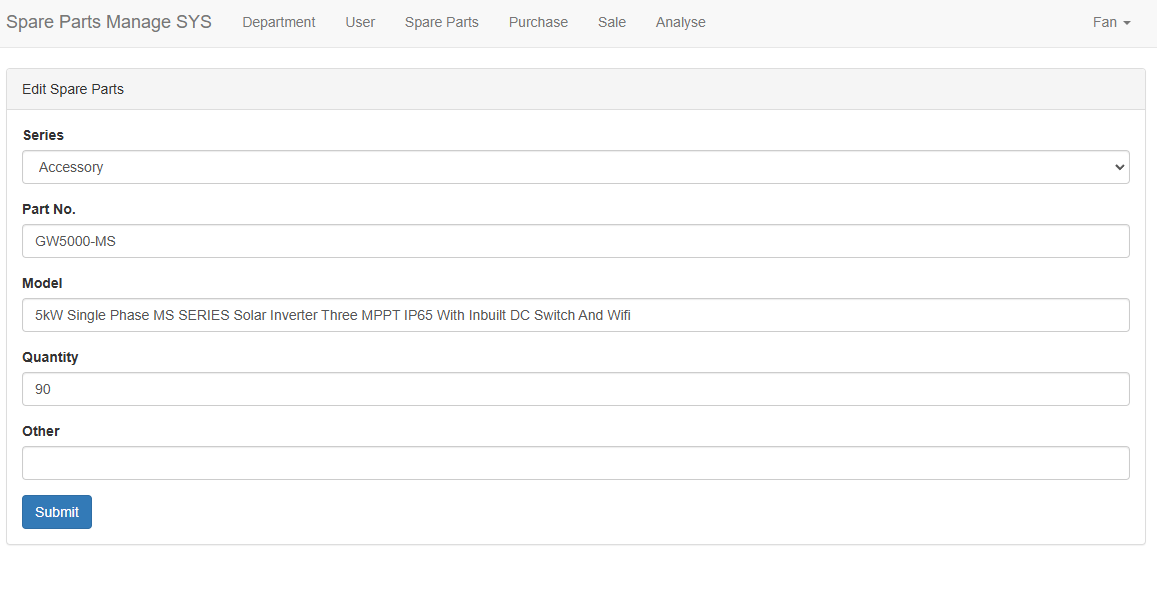 Spare Parts Manage SYS Department User Spare Parts Purchase Sale Analyse Fan
Edit Spare Parts
Series
Accessory
Part No.
GW5000-MS
Model
5kW Single Phase MS SERIES Solar Inverter Three MPPT IP65 With Inbuilt DC Switch And Wifi
Quantity
90
Other
Submit